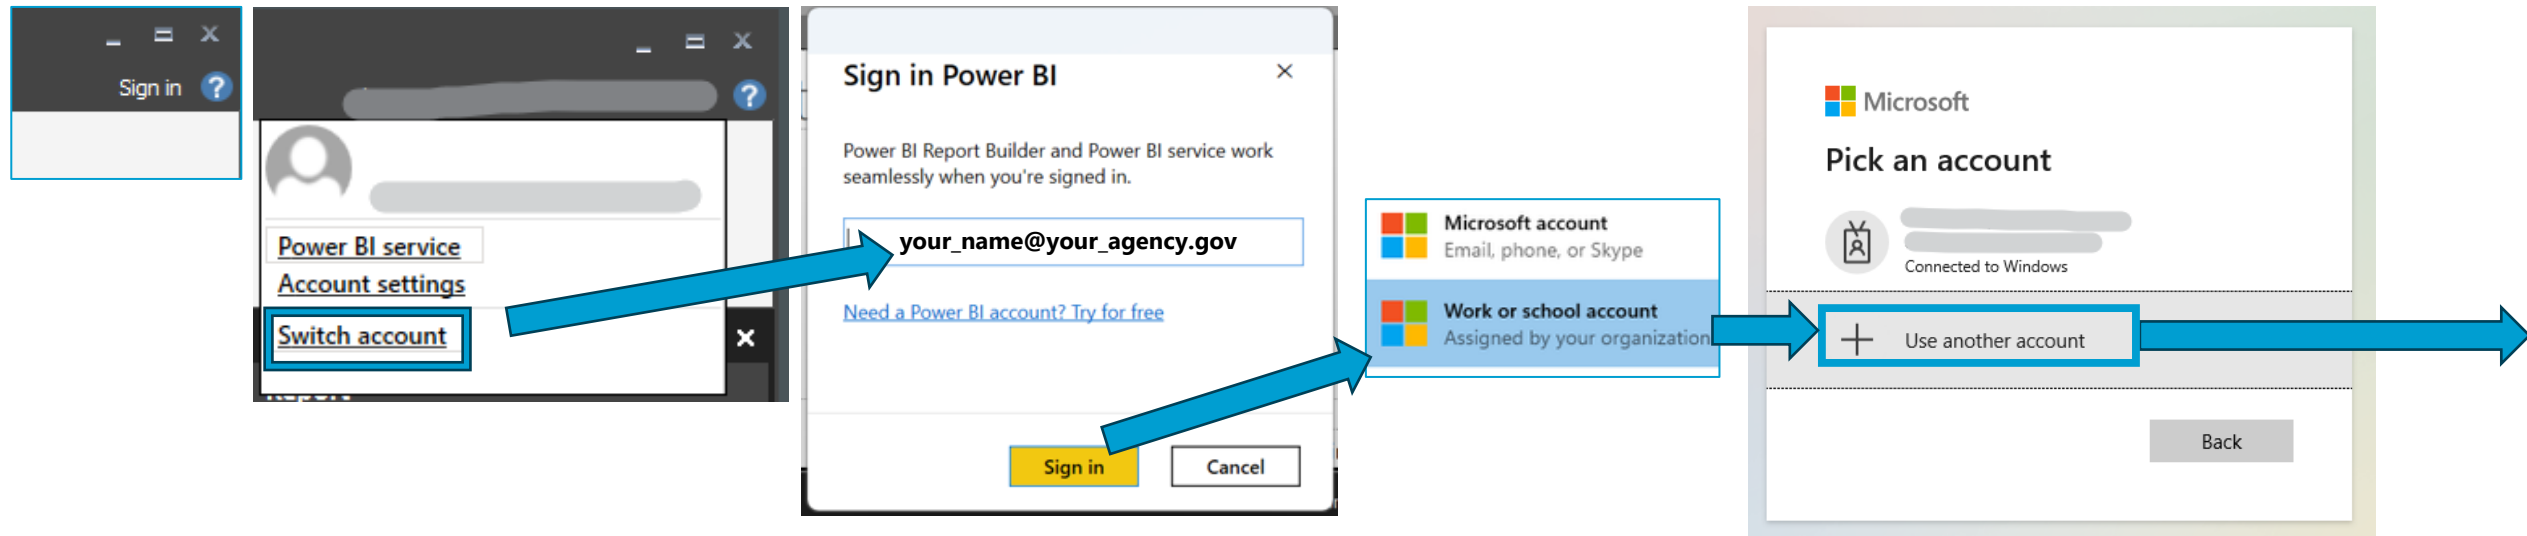 Sign in
Power BI service
Account settings
Switch account
Sign in Power BI
Power BI Report Builder and Power BI service work
seamlessly when you're signed in.
your_name@your_agency.gov
Need a Power BI account? Try for free
Sign in
Cancel
Microsoft account
Email, phone, or Skype
Work or school account
Assigned by your organization
Microsoft
Pick an account
Connected to Windows
Use another account
Back